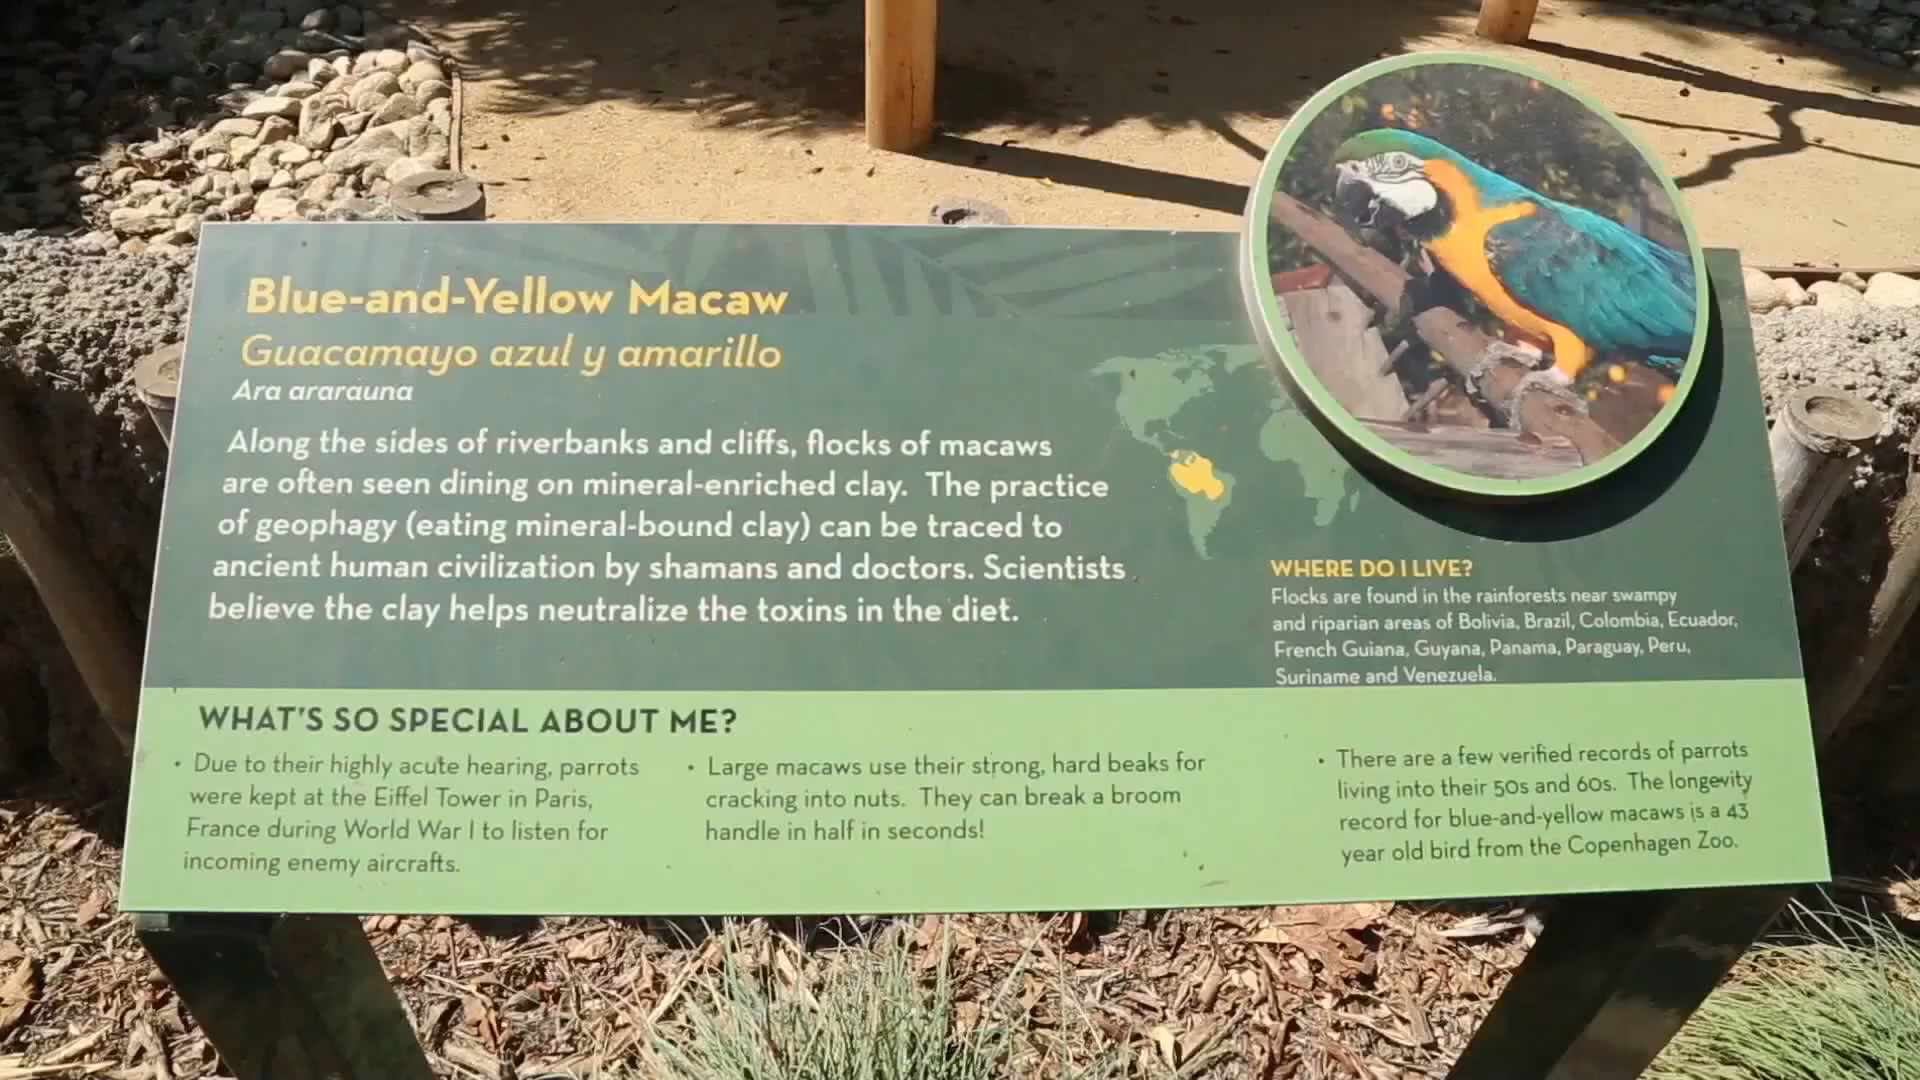 Blue-and-Yellow Macaw
Guacamayo azul y amarillo
Ara ararauna
Along the sides of riverbanks and cliffs, flocks of macaws
are often seen dining on mineral-enriched clay. The practice
of geophagy (eating mineral-bound clay) can be traced to
ancient human civilization by shamans and doctors. Scientists
believe the clay helps neutralize the toxins in the diet.
WHERE DO I LIVE?
Flocks are found in the rainforests near swampy
and riparian areas of Bolivia, Brazil, Colombia, Ecuador,
French Guiana, Guyana, Panama, Paraguay, Peru,
Suriname and Venezuela.
WHAT'S SO SPECIAL ABOUT ME?
• Due to their highly acute hearing, parrots
were kept at the Eiffel Tower in Paris,
France during World War I to listen for
incoming enemy aircrafts.
• Large macaws use their strong, hard beaks for
cracking into nuts. They can break a broom
handle in half in seconds!
• There are a few verified records of parrots
living into their 50s and 60s. The longevity
record for blue-and-yellow macaws is a 43
year old bird from the Copenhagen Zoo.